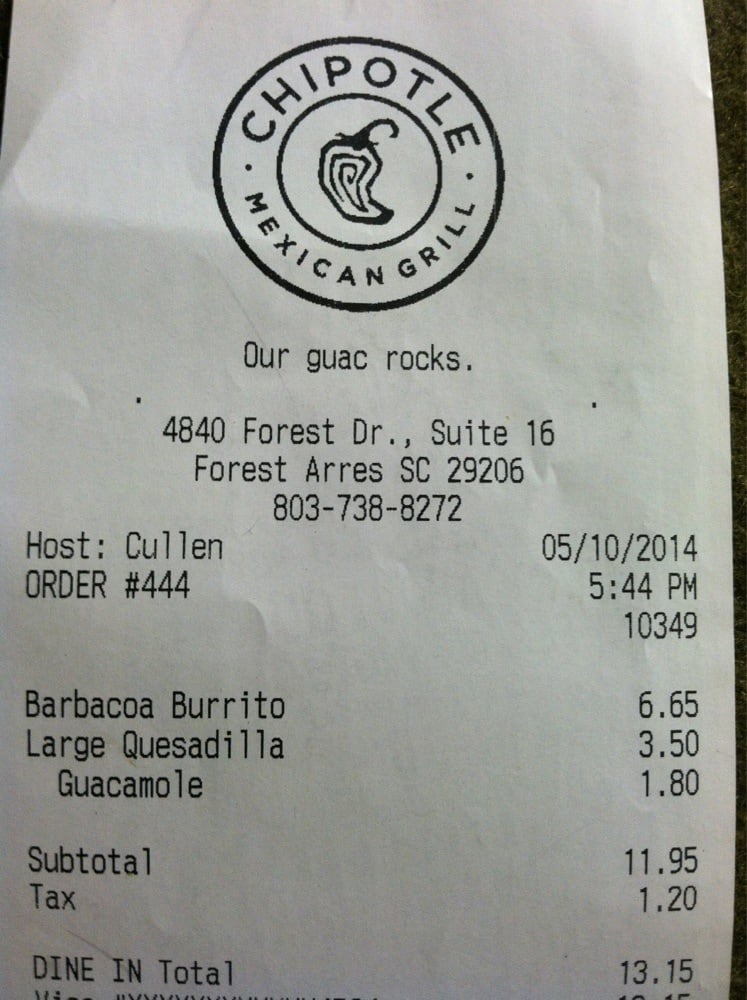 CHIPOTLE
MEXICAN GRILL
Our guac rocks.
4840 Forest Dr., Suite 16
Forest Arres SC 29206
803-738-8272
Host: Cullen 05/10/2014
ORDER #444 5:44 PM
10349
Barbacoa Burrito 6.65
Large Quesadilla 3.50
Guacamole 1.80
Subtotal 11.95
Tax 1.20
DINE IN Total 13.15